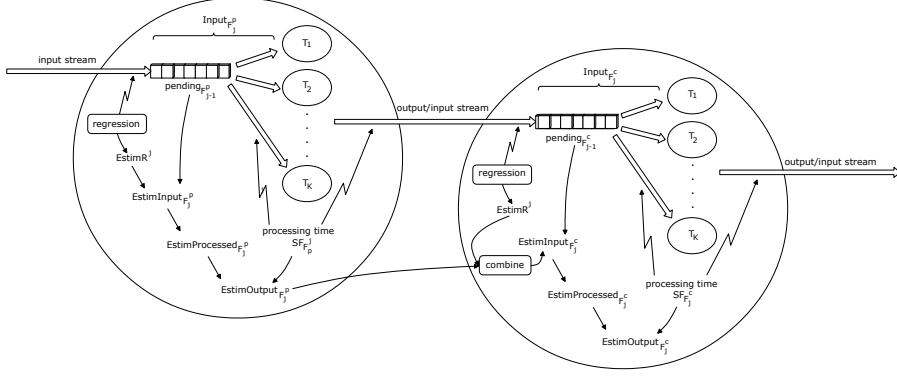 Input_{F_j^p}
T_1
input stream
pending_{F_{j-1}^p}
T_2
.
.
.
.
regression
EstimR^j
T_K
EstimInput_{F_j^p}
processing time
SF_{F_p}^j
EstimProcessed_{F_j^p}
EstimOutput_{F_j^p}
output/input stream
Input_{F_j^c}
T_1
pending_{F_{j-1}^c}
T_2
.
.
.
.
regression
EstimR^j
T_K
EstimInput_{F_j^c}
combine
processing time
SF_{F_j^c}
EstimProcessed_{F_j^c}
EstimOutput_{F_j^c}
output/input stream